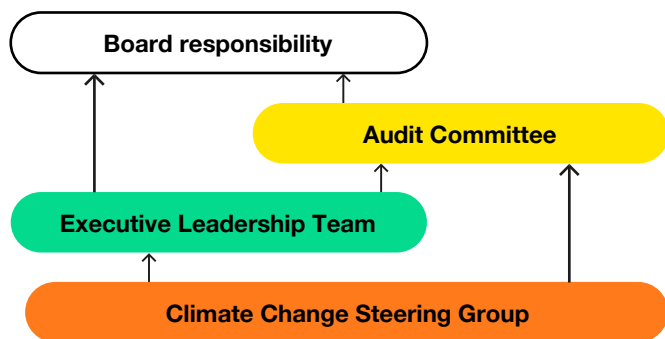 Board responsibility
Audit Committee
Executive Leadership Team
Climate Change Steering Group